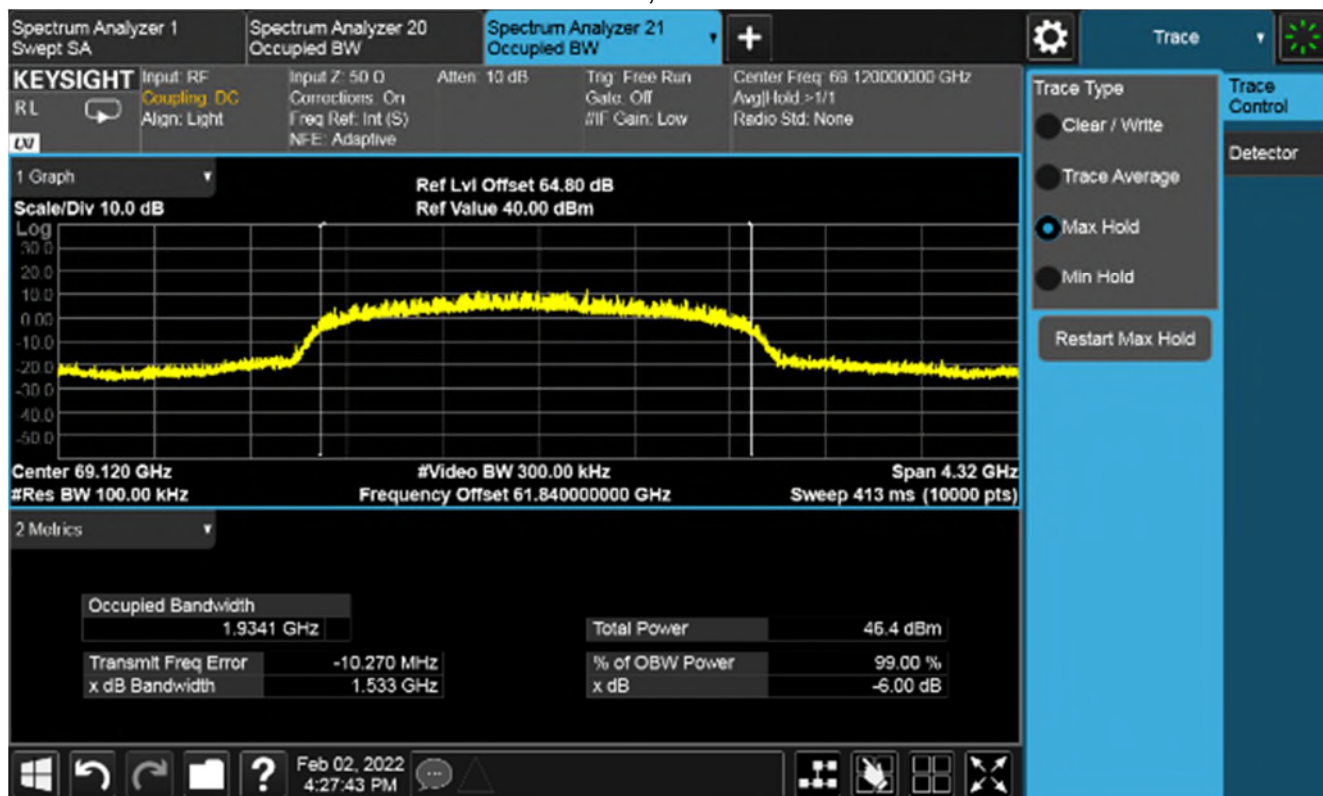 Spectrum Analyzer 1
Swept SA
Spectrum Analyzer 20
Occupied BW
Spectrum Analyzer 21
Occupied BW
Trace
KEYSIGHT
RL
LXI
Input: RF
Coupling: DC
Align: Light
Input Z: 50 Ω
Corrections: On
Freq Ref: Int (S)
NFE: Adaptive
Atten: 10 dB
Trig: Free Run
Gate: Off
#IF Gain: Low
Center Freq: 69.120000000 GHz
Avg|Hold:>1/1
Radio Std: None
Trace Type
Clear / Write
Trace Average
Max Hold
Min Hold
Restart Max Hold
Trace
Control
Detector
1 Graph
Scale/Div 10.0 dB
Ref Lvl Offset 64.80 dB
Ref Value 40.00 dBm
Log
30.0
20.0
10.0
0.00
-10.0
-20.0
-30.0
-40.0
-50.0
Center 69.120 GHz
#Video BW 300.00 kHz
Span 4.32 GHz
#Res BW 100.00 kHz
Frequency Offset 61.840000000 GHz
Sweep 413 ms (10000 pts)
2 Metrics
Occupied Bandwidth
1.9341 GHz
Total Power 46.4 dBm
Transmit Freq Error -10.270 MHz
% of OBW Power 99.00 %
x dB Bandwidth 1.533 GHz
x dB -6.00 dB
?
Feb 02, 2022
4:27:43 PM